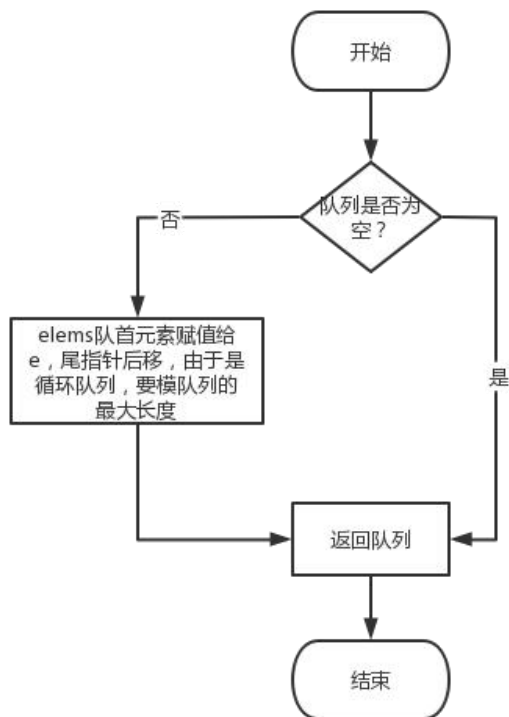 开始
队列是否为
空？
否
elems队首元素赋值给
e，尾指针后移，由于是
循环队列，要模队列的
最大长度
是
返回队列
结束